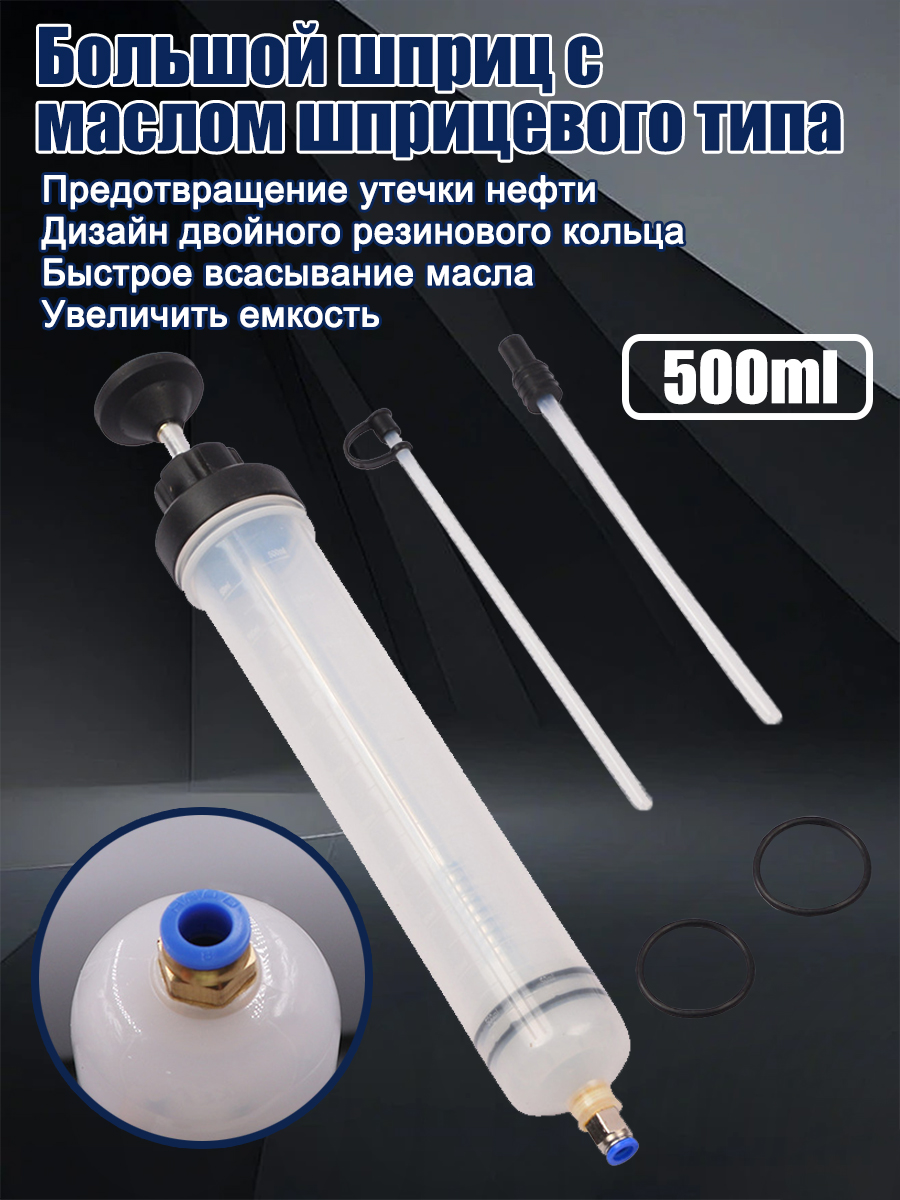 Большой шприц с
маслом шприцевого типа
Предотвращение утечки нефти
Дизайн двойного резинового кольца
Быстрое всасывание масла
Увеличить емкость
500ml